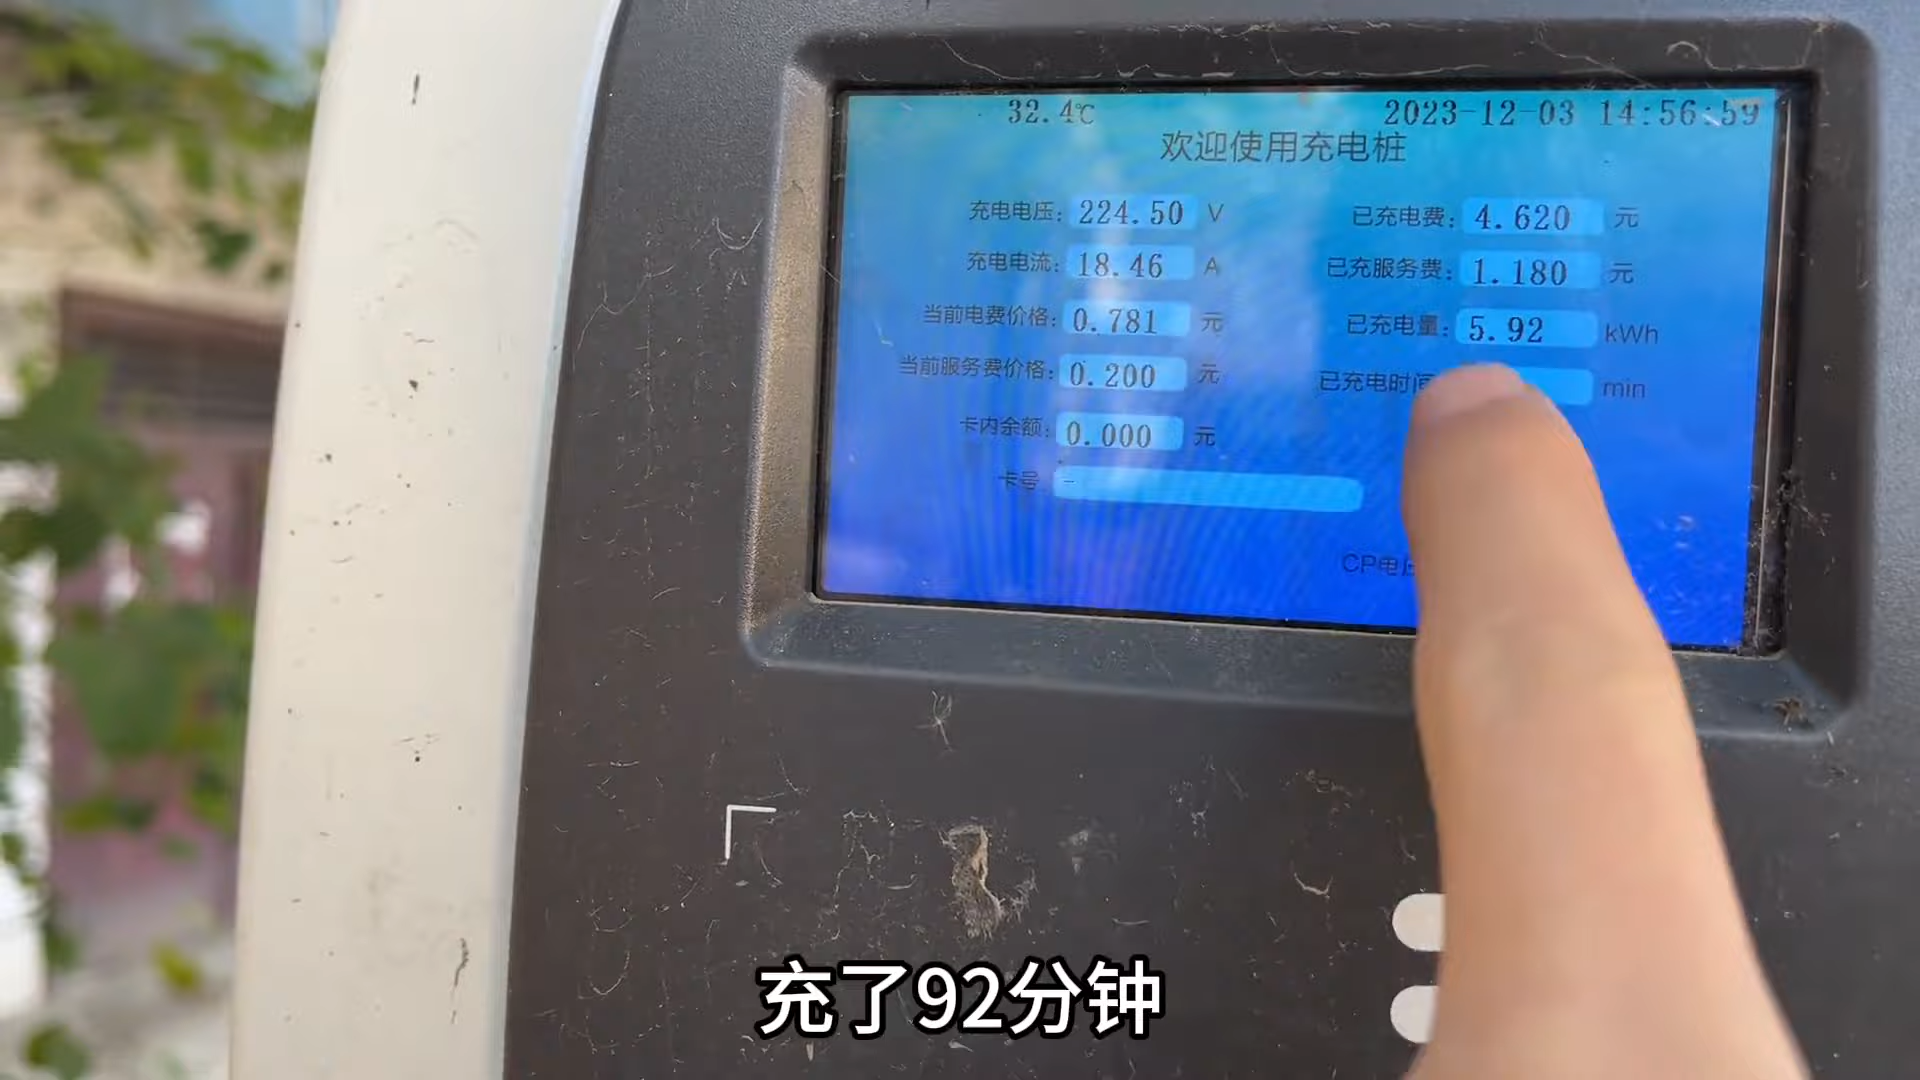 32.4℃
2023-12-03 14:56:59
欢迎使用充电桩
充电电压: 224.50 V
已充电费: 4.620 元
充电电流: 18.46 A
已充服务费: 1.180 元
当前电费价格: 0.781 元
已充电量: 5.92 kWh
当前服务费价格: 0.200 元
已充电时间 min
卡内余额: 0.000 元
卡号 -
CP电压
充了92分钟